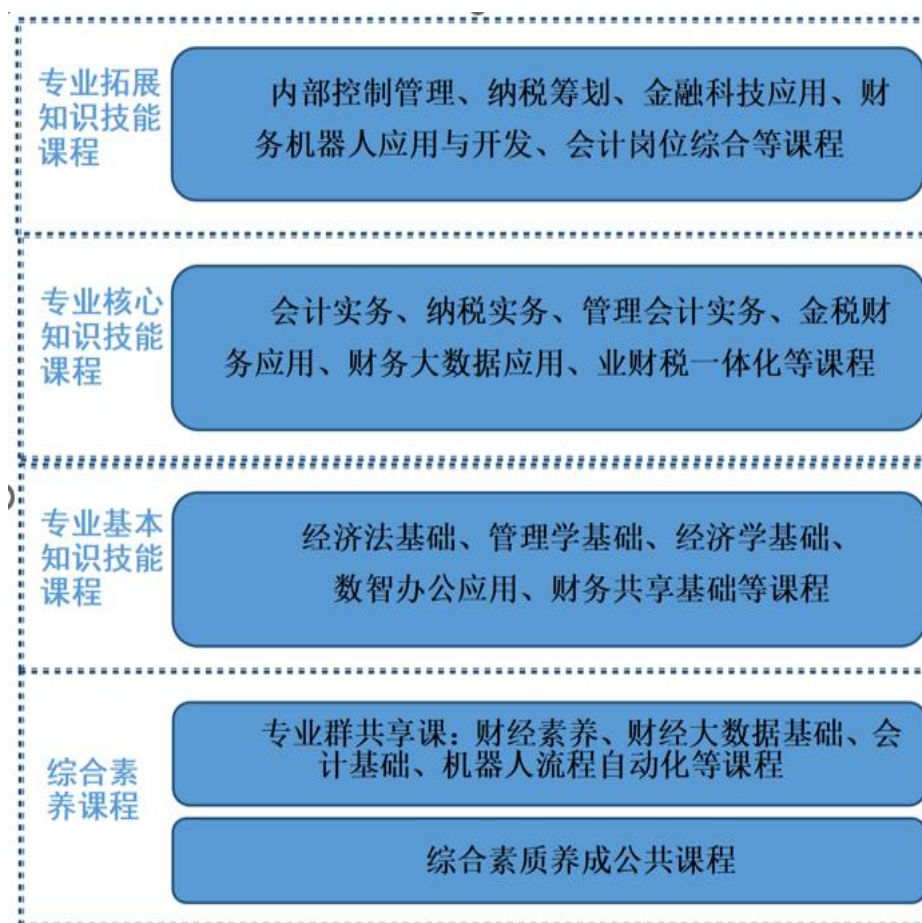 专业拓展
知识技能
课程
内部控制管理、纳税筹划、金融科技应用、财
务机器人应用与开发、会计岗位综合等课程
专业核心
知识技能
课程
会计实务、纳税实务、管理会计实务、金税财
务应用、财务大数据应用、业财税一体化等课程
专业基本
知识技能
课程
经济法基础、管理学基础、经济学基础、
数智办公应用、财务共享基础等课程
综合素
养课程
专业群共享课：财经素养、财经大数据基础、会
计基础、机器人流程自动化等课程
综合素质养成公共课程